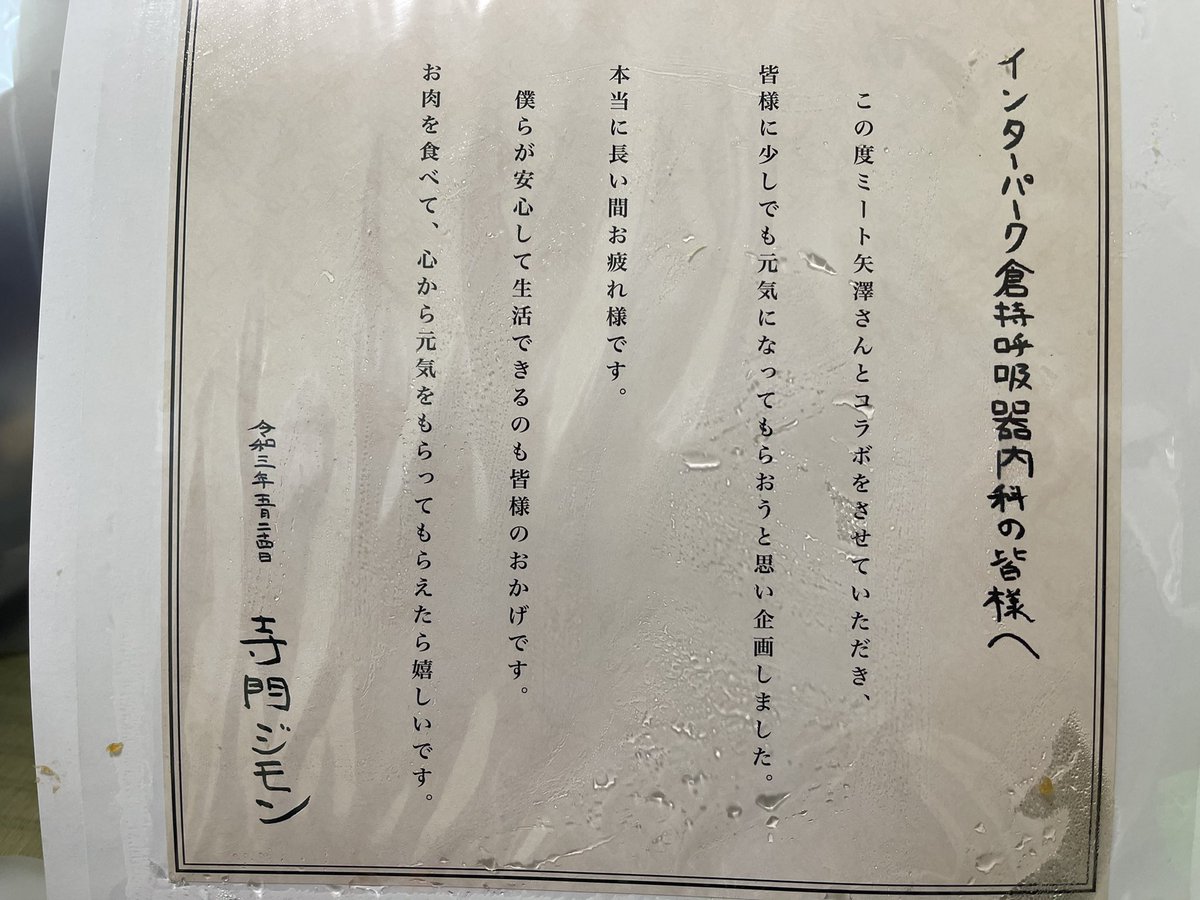 インターパーク倉持呼吸器内科の皆様へ
この度ミート矢澤さんとコラボをさせていただき、
皆様に少しでも元気になってもらおうと思い企画しました。
本当に長い間お疲れ様です。
僕らが安心して生活できるのも皆様のおかげです。
お肉を食べて、心から元気をもらってもらえたら嬉しいです。
令和三年五月二十四日
寺門ジモン